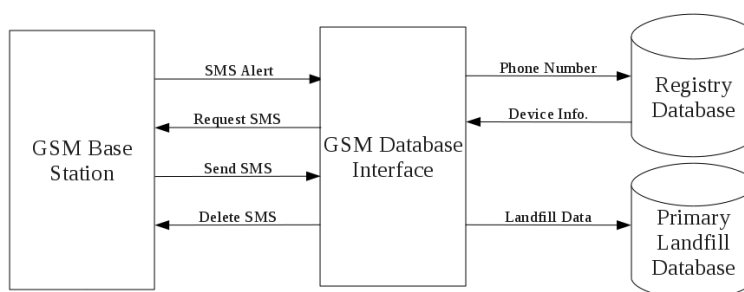 GSM Base
Station
SMS Alert
Request SMS
Send SMS
Delete SMS
GSM Database
Interface
Phone Number
Device Info.
Landfill Data
Registry
Database
Primary
Landfill
Database